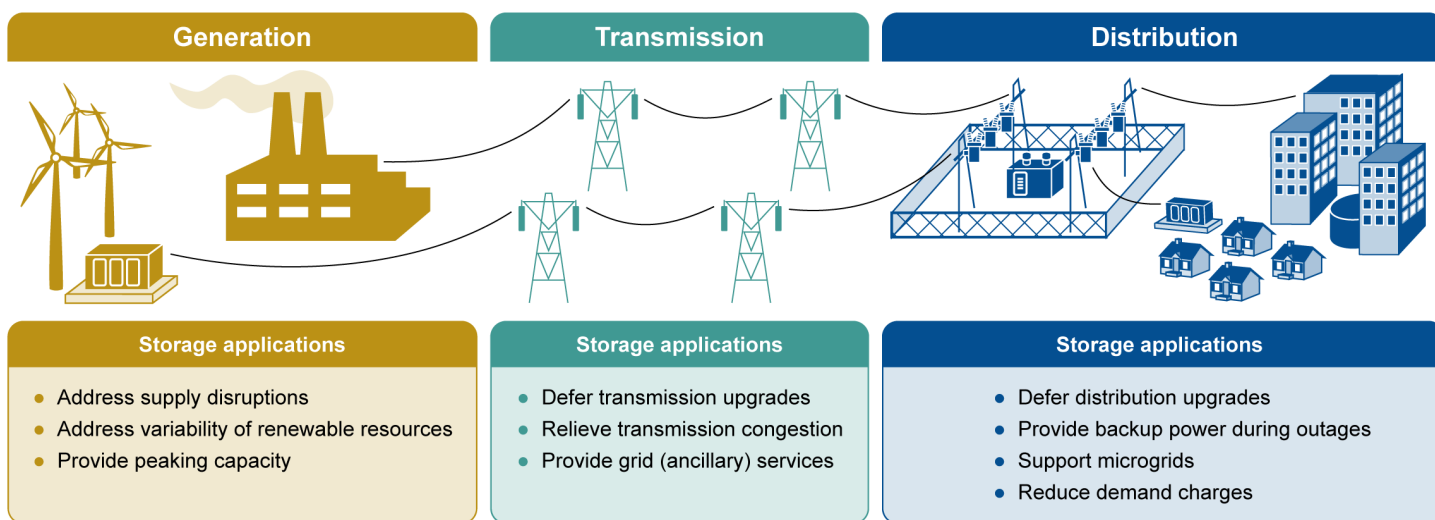 Generation
Transmission
Distribution
Storage applications
Address supply disruptions
Address variability of renewable resources
Provide peaking capacity
Storage applications
Defer transmission upgrades
Relieve transmission congestion
Provide grid (ancillary) services
Storage applications
Defer distribution upgrades
Provide backup power during outages
Support microgrids
Reduce demand charges